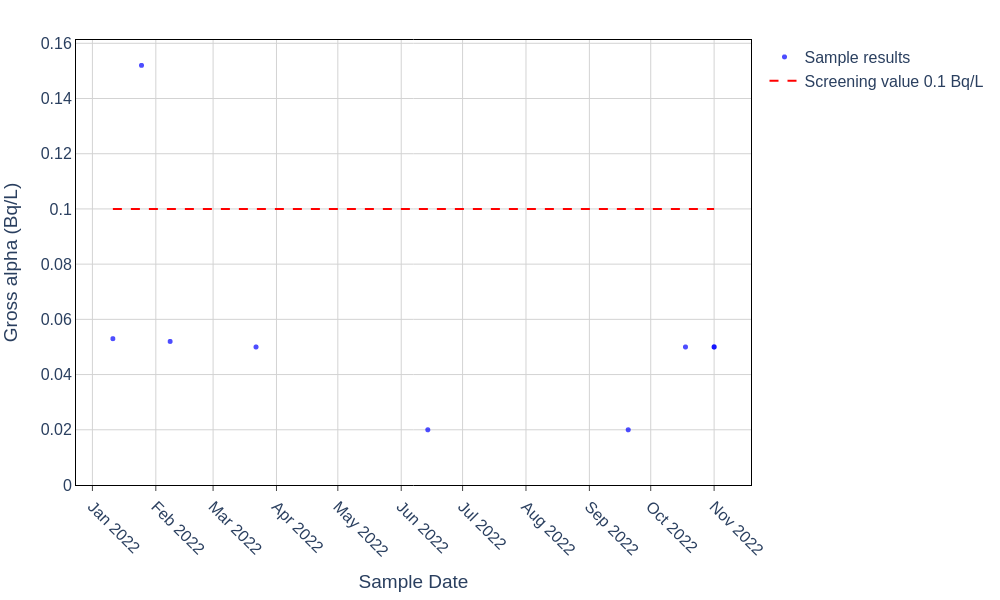 Sample results
Screening value 0.1 Bq/L
Gross alpha (Bq/L)
0.16
0.14
0.12
0.1
0.08
0.06
0.04
0.02
0
Jan 2022
Feb 2022
Mar 2022
Apr 2022
May 2022
Jun 2022
Jul 2022
Aug 2022
Sep 2022
Oct 2022
Nov 2022
Sample Date